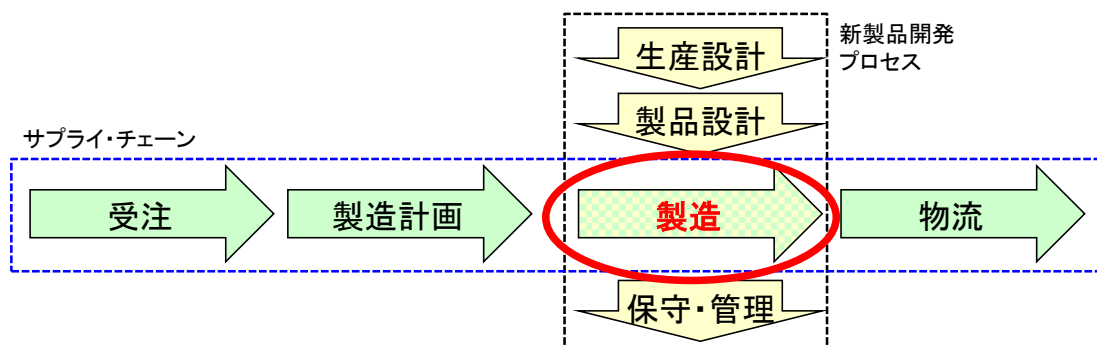 生産設計
新製品開発
プロセス
製品設計
サプライ・チェーン
受注
製造計画
製造
物流
保守・管理